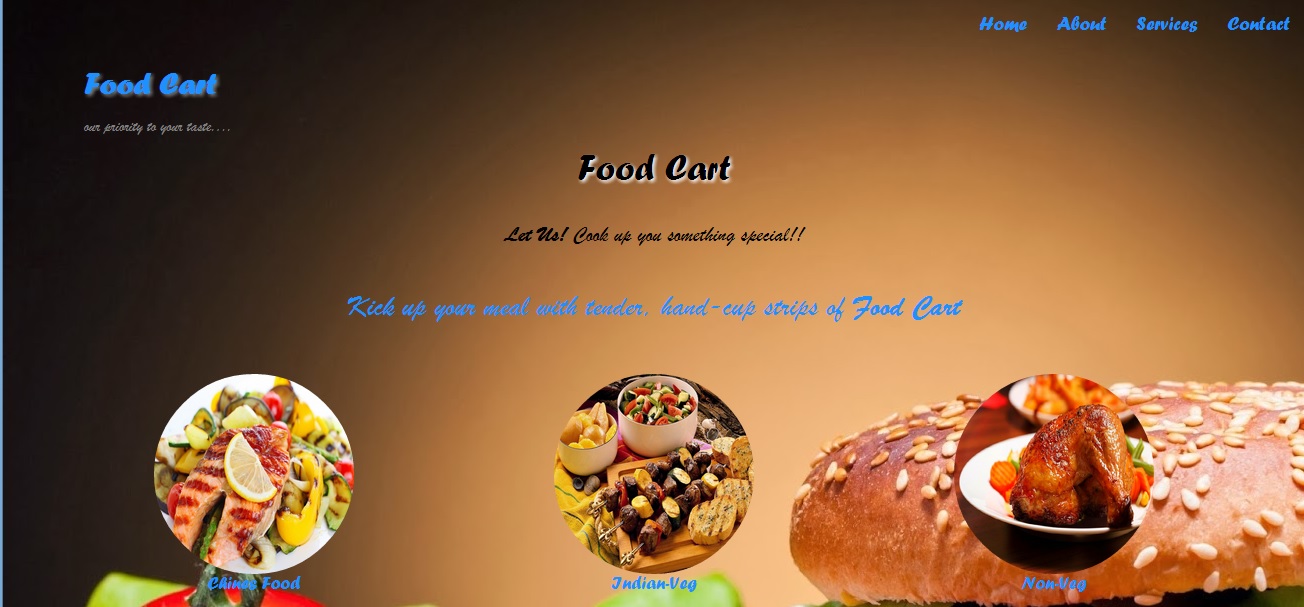 Home About Services Contact
Food Cart
our priority to your taste....
Food Cart
Let Us! Cook up you something special!!
Kick up your meal with tender, hand-cup strips of Food Cart
Chines Food
Indian-Veg
Non-Veg